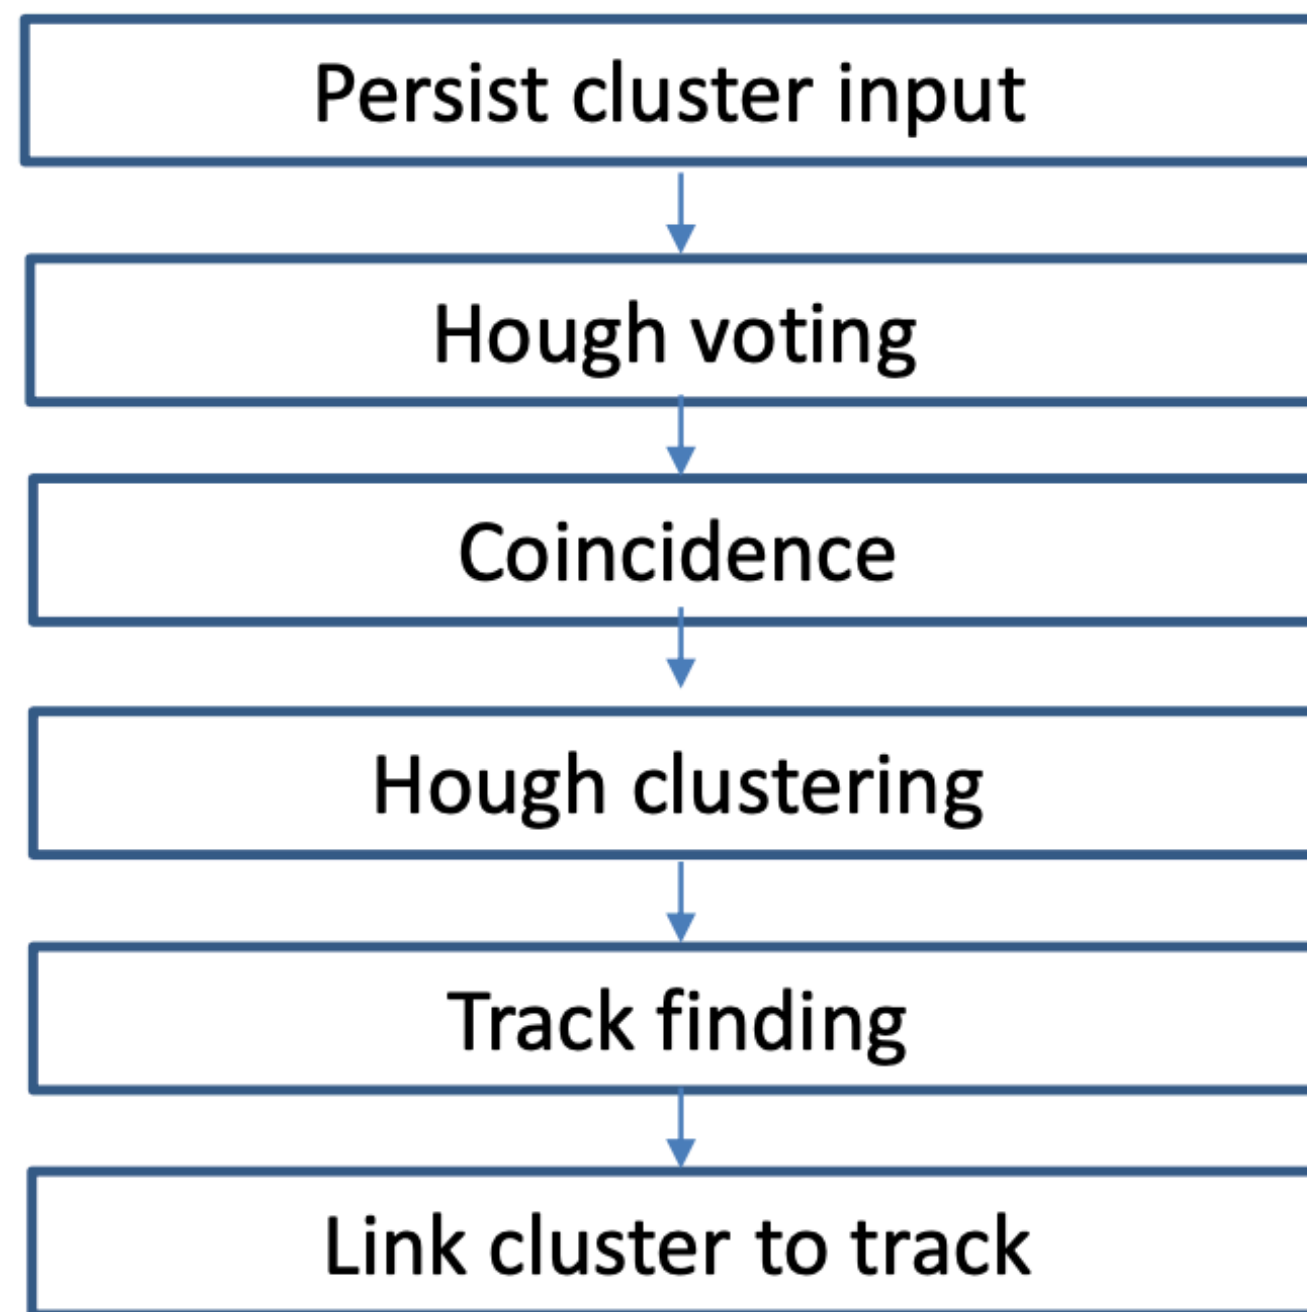 Persist cluster input
Hough voting
Coincidence
Hough clustering
Track finding
Link cluster to track